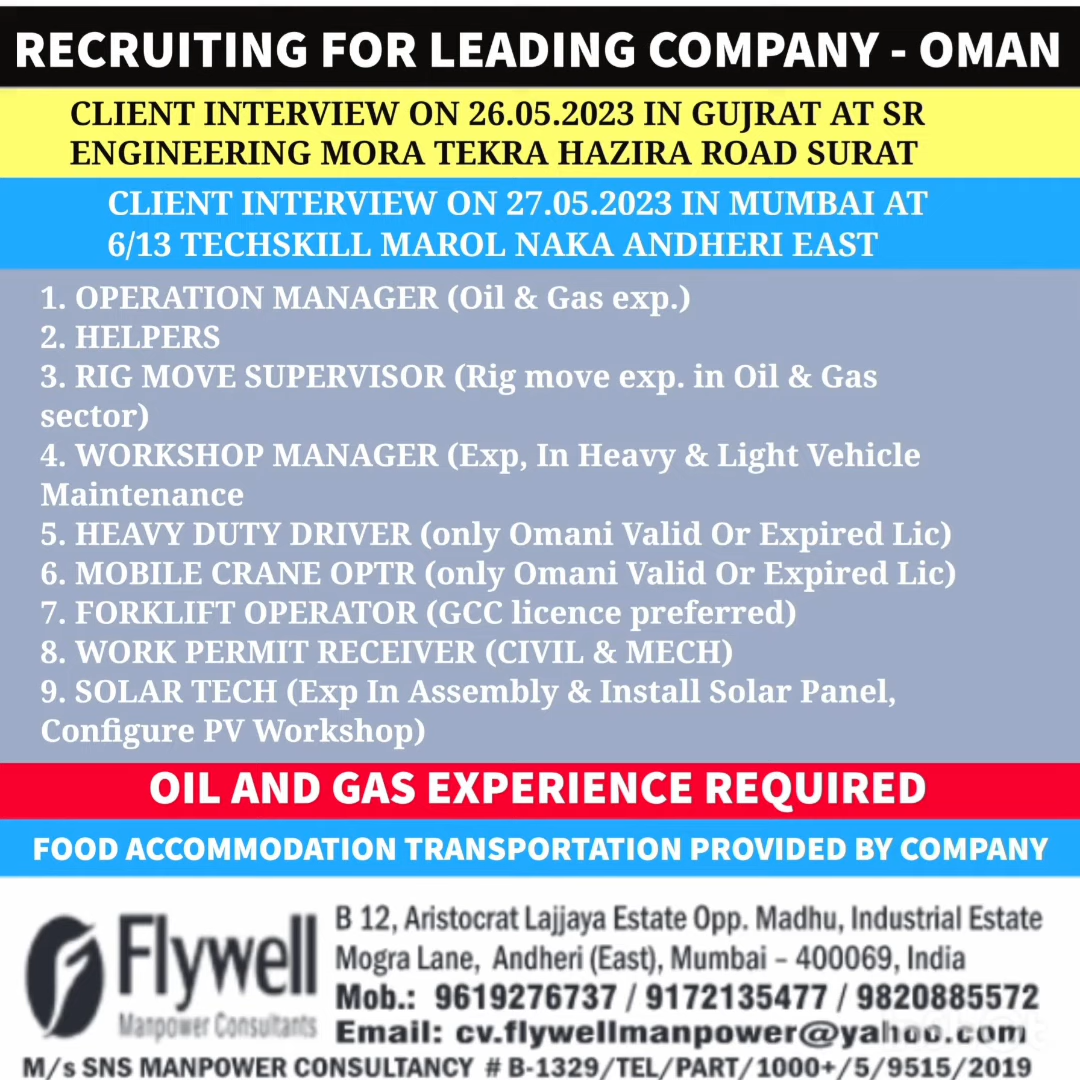 RECRUITING FOR LEADING COMPANY - OMAN
CLIENT INTERVIEW ON 26.05.2023 IN GUJRAT AT SR
ENGINEERING MORA TEKRA HAZIRA ROAD SURAT
CLIENT INTERVIEW ON 27.05.2023 IN MUMBAI AT
6/13 TECHSKILL MAROL NAKA ANDHERI EAST
1. OPERATION MANAGER (Oil & Gas exp.)
2. HELPERS
3. RIG MOVE SUPERVISOR (Rig move exp. in Oil & Gas
sector)
4. WORKSHOP MANAGER (Exp, In Heavy & Light Vehicle
Maintenance
5. HEAVY DUTY DRIVER (only Omani Valid Or Expired Lic)
6. MOBILE CRANE OPTR (only Omani Valid Or Expired Lic)
7. FORKLIFT OPERATOR (GCC licence preferred)
8. WORK PERMIT RECEIVER (CIVIL & MECH)
9. SOLAR TECH (Exp In Assembly & Install Solar Panel,
Configure PV Workshop)
OIL AND GAS EXPERIENCE REQUIRED
FOOD ACCOMMODATION TRANSPORTATION PROVIDED BY COMPANY
Flywell
Manpower Consultants
B 12, Aristocrat Lajjaya Estate Opp. Madhu, Industrial Estate
Mogra Lane, Andheri (East), Mumbai – 400069, India
Mob.: 9619276737 / 9172135477 / 9820885572
Email: cv.flywellmanpower@yahoo.com
M/s SNS MANPOWER CONSULTANCY # B-1329/TEL/PART/1000+/5/9515/2019